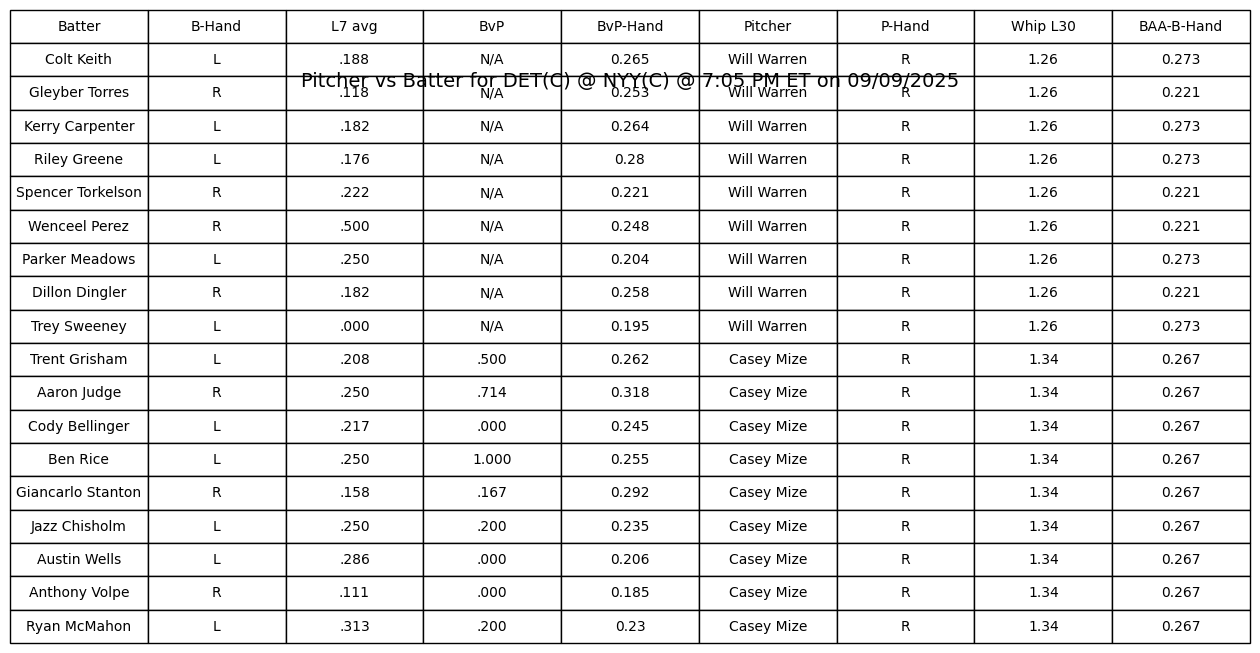 Batter B-Hand L7 avg BvP BvP-Hand Pitcher P-Hand Whip L30 BAA-B-Hand
Colt Keith L .188 N/A 0.265 Will Warren R 1.26 0.273
Pitcher vs Batter for DET(C) @ NYY(C) @ 7:05 PM ET on 09/09/2025
Gleyber Torres R .118 N/A 0.253 Will Warren R 1.26 0.221
Kerry Carpenter L .182 N/A 0.264 Will Warren R 1.26 0.273
Riley Greene L .176 N/A 0.28 Will Warren R 1.26 0.273
Spencer Torkelson R .222 N/A 0.221 Will Warren R 1.26 0.221
Wenceel Perez R .500 N/A 0.248 Will Warren R 1.26 0.221
Parker Meadows L .250 N/A 0.204 Will Warren R 1.26 0.273
Dillon Dingler R .182 N/A 0.258 Will Warren R 1.26 0.221
Trey Sweeney L .000 N/A 0.195 Will Warren R 1.26 0.273
Trent Grisham L .208 .500 0.262 Casey Mize R 1.34 0.267
Aaron Judge R .250 .714 0.318 Casey Mize R 1.34 0.267
Cody Bellinger L .217 .000 0.245 Casey Mize R 1.34 0.267
Ben Rice L .250 1.000 0.255 Casey Mize R 1.34 0.267
Giancarlo Stanton R .158 .167 0.292 Casey Mize R 1.34 0.267
Jazz Chisholm L .250 .200 0.235 Casey Mize R 1.34 0.267
Austin Wells L .286 .000 0.206 Casey Mize R 1.34 0.267
Anthony Volpe R .111 .000 0.185 Casey Mize R 1.34 0.267
Ryan McMahon L .313 .200 0.23 Casey Mize R 1.34 0.267